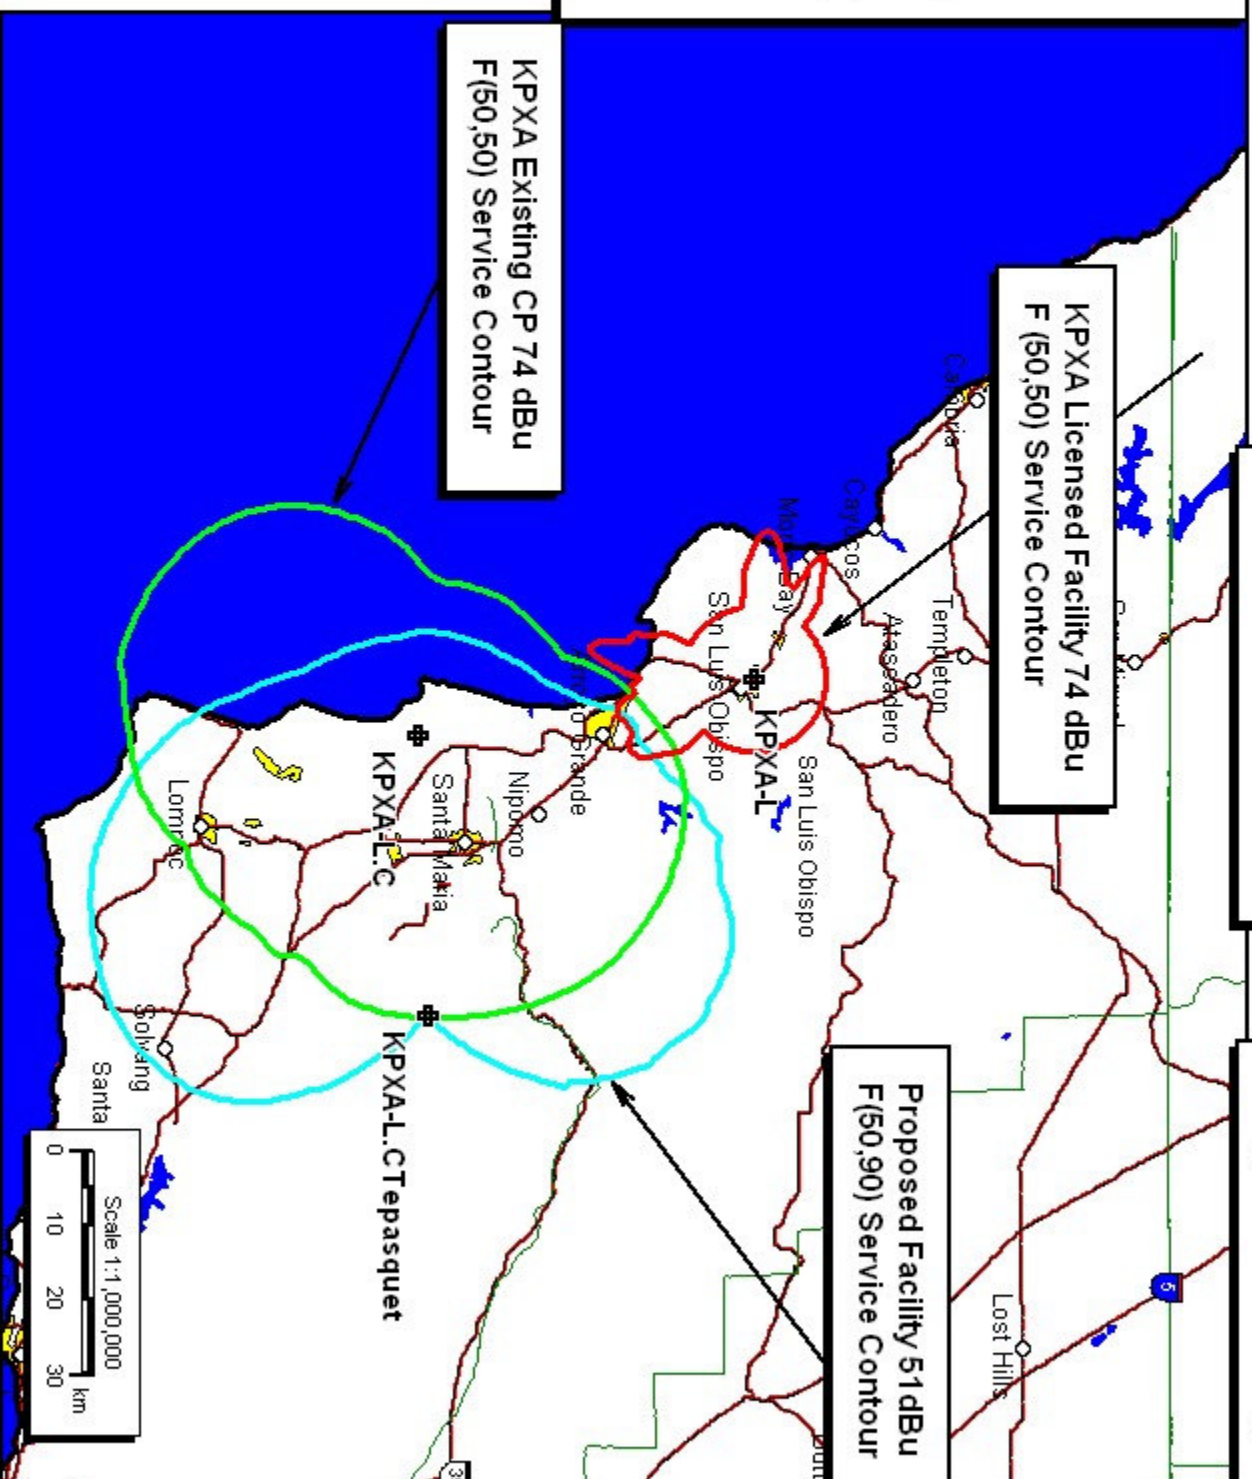 KPXA Licensed Facility 74 dBu
F (50,50) Service Contour
Proposed Facility 51dBu
F(50,90) Service Contour
KPXA Existing CP 74 dBu
F(50,50) Service Contour
5
Lost Hills
Cambria
Templeton
Atascadero
Cayucos
Morro Bay
San Luis Obispo
KPXA-L
San Luis Obispo
Grande
Nipomo
Santa Maria
KPXA-L.C
KPXA-L.CTepasquet
Lompoc
Solvang
Santa
Scale 1:1,000,000
0 10 20 30 km